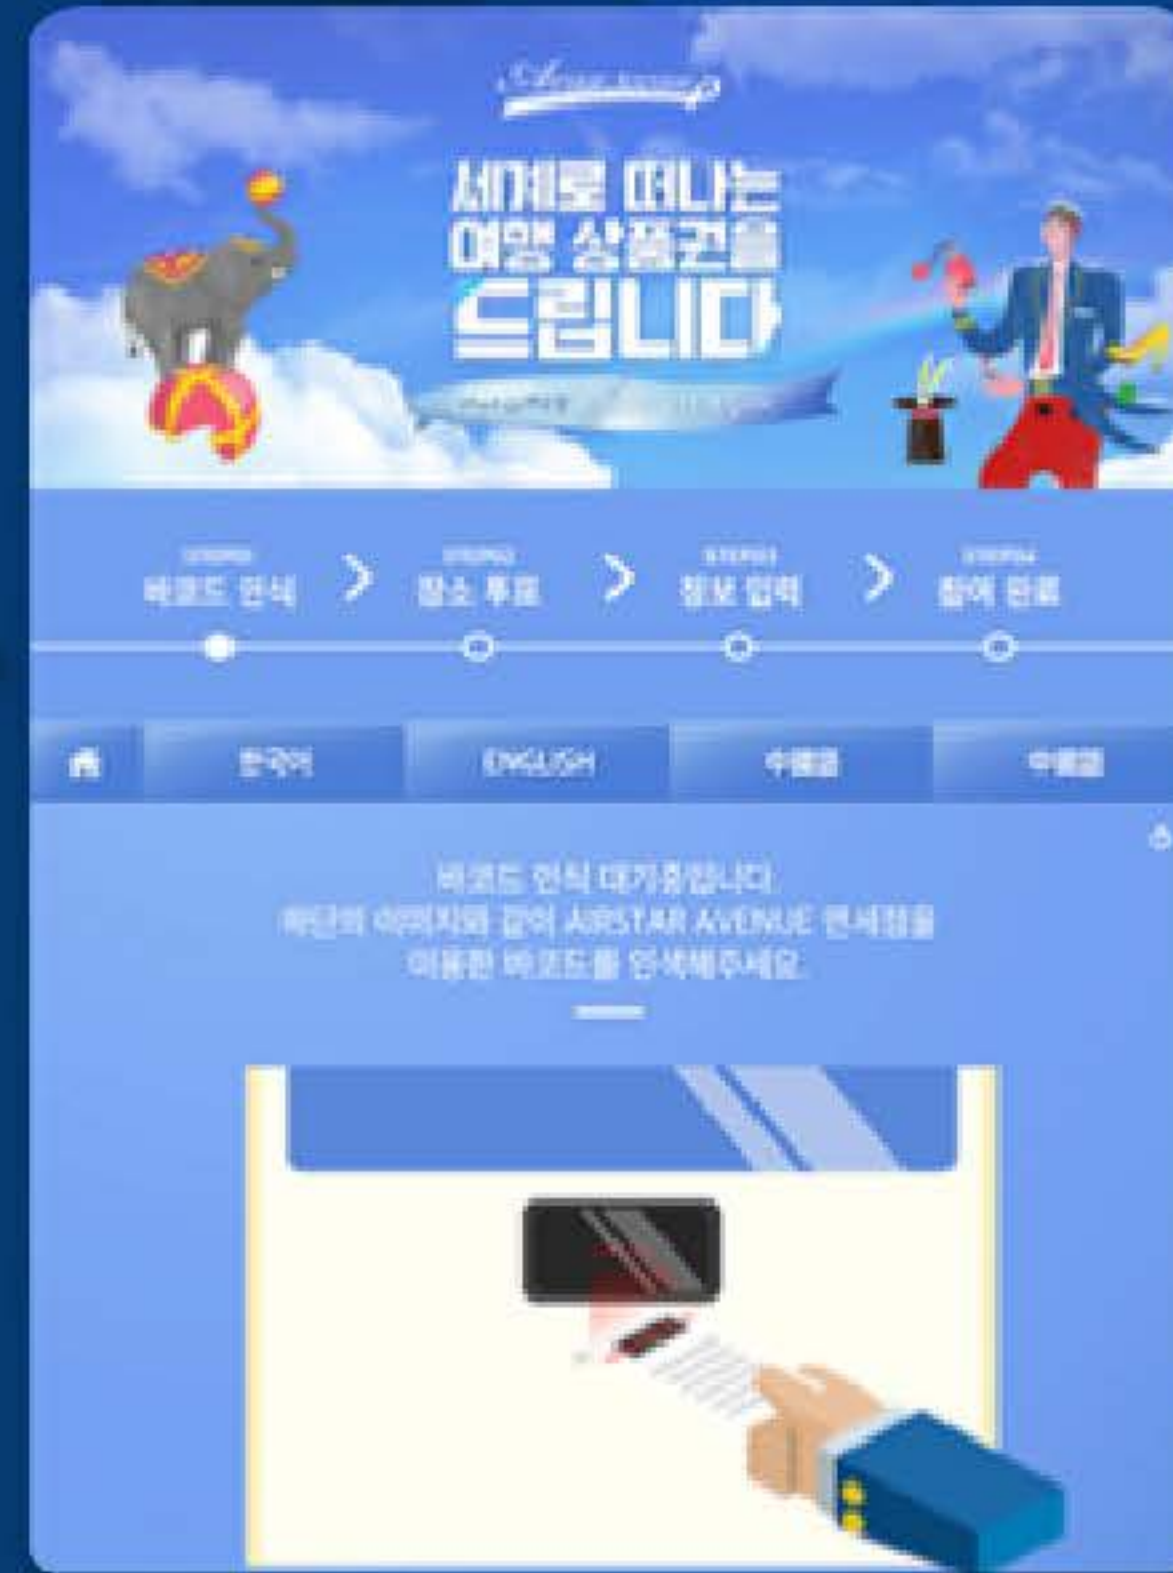 세계로 떠나는
여행 상품권을
드립니다
바코드 인식
장소 투표
정보 입력
참여 완료
한국어
ENGLISH
바코드 인식 대기중입니다.
하단의 이미지와 같이 AIRSTAR AVENUE 면세점을
이용한 바코드를 인식해주세요.